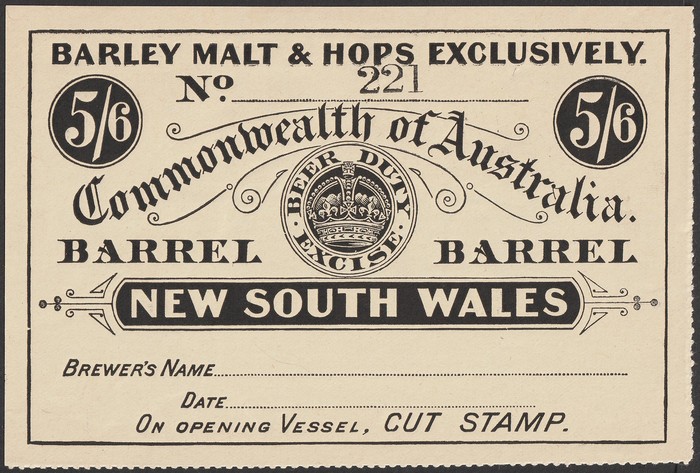 BARLEY MALT & HOPS EXCLUSIVELY.
No. 221
5/6
5/6
Commonwealth of Australia.
BEER DUTY
EXCISE
BARREL
BARREL
NEW SOUTH WALES
BREWER'S NAME
DATE
ON OPENING VESSEL, CUT STAMP.